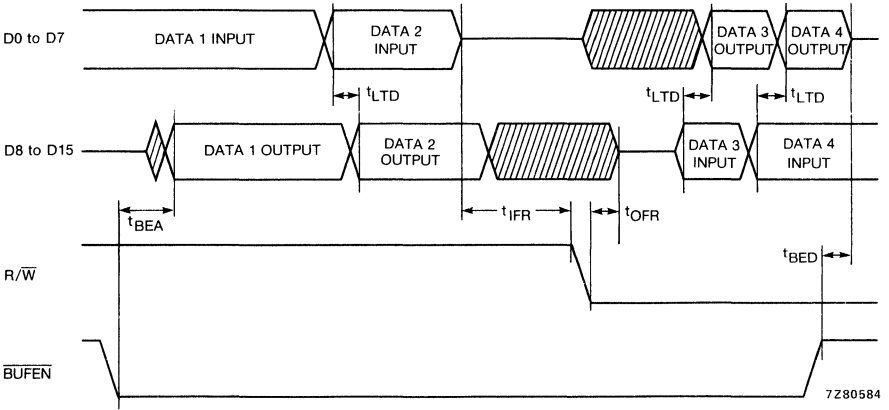 D0 to D7
DATA 1 INPUT
DATA 2
INPUT
DATA 3
OUTPUT
DATA 4
OUTPUT
tLTD
tLTD
tLTD
D8 to D15
DATA 1 OUTPUT
DATA 2
OUTPUT
DATA 3
INPUT
DATA 4
INPUT
tBEA
tIFR
tOFR
tBED
R/W̅
B̅U̅F̅E̅N̅
7Z80584